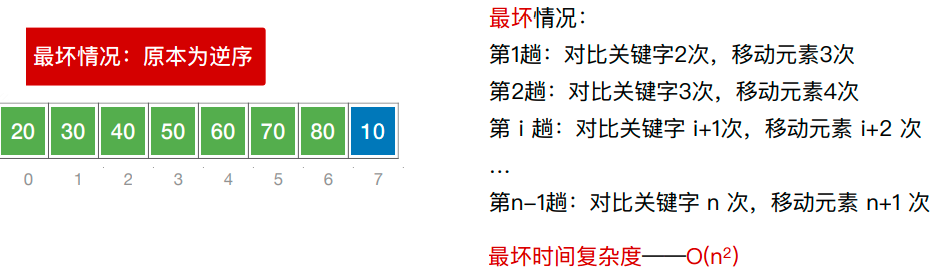 最坏情况：原本为逆序
20 30 40 50 60 70 80 10
0 1 2 3 4 5 6 7
最坏情况：
第1趟：对比关键字2次，移动元素3次
第2趟：对比关键字3次，移动元素4次
第 i 趟：对比关键字 i+1次，移动元素 i+2 次
…
第n-1趟：对比关键字 n 次，移动元素 n+1 次
最坏时间复杂度——O(n²)